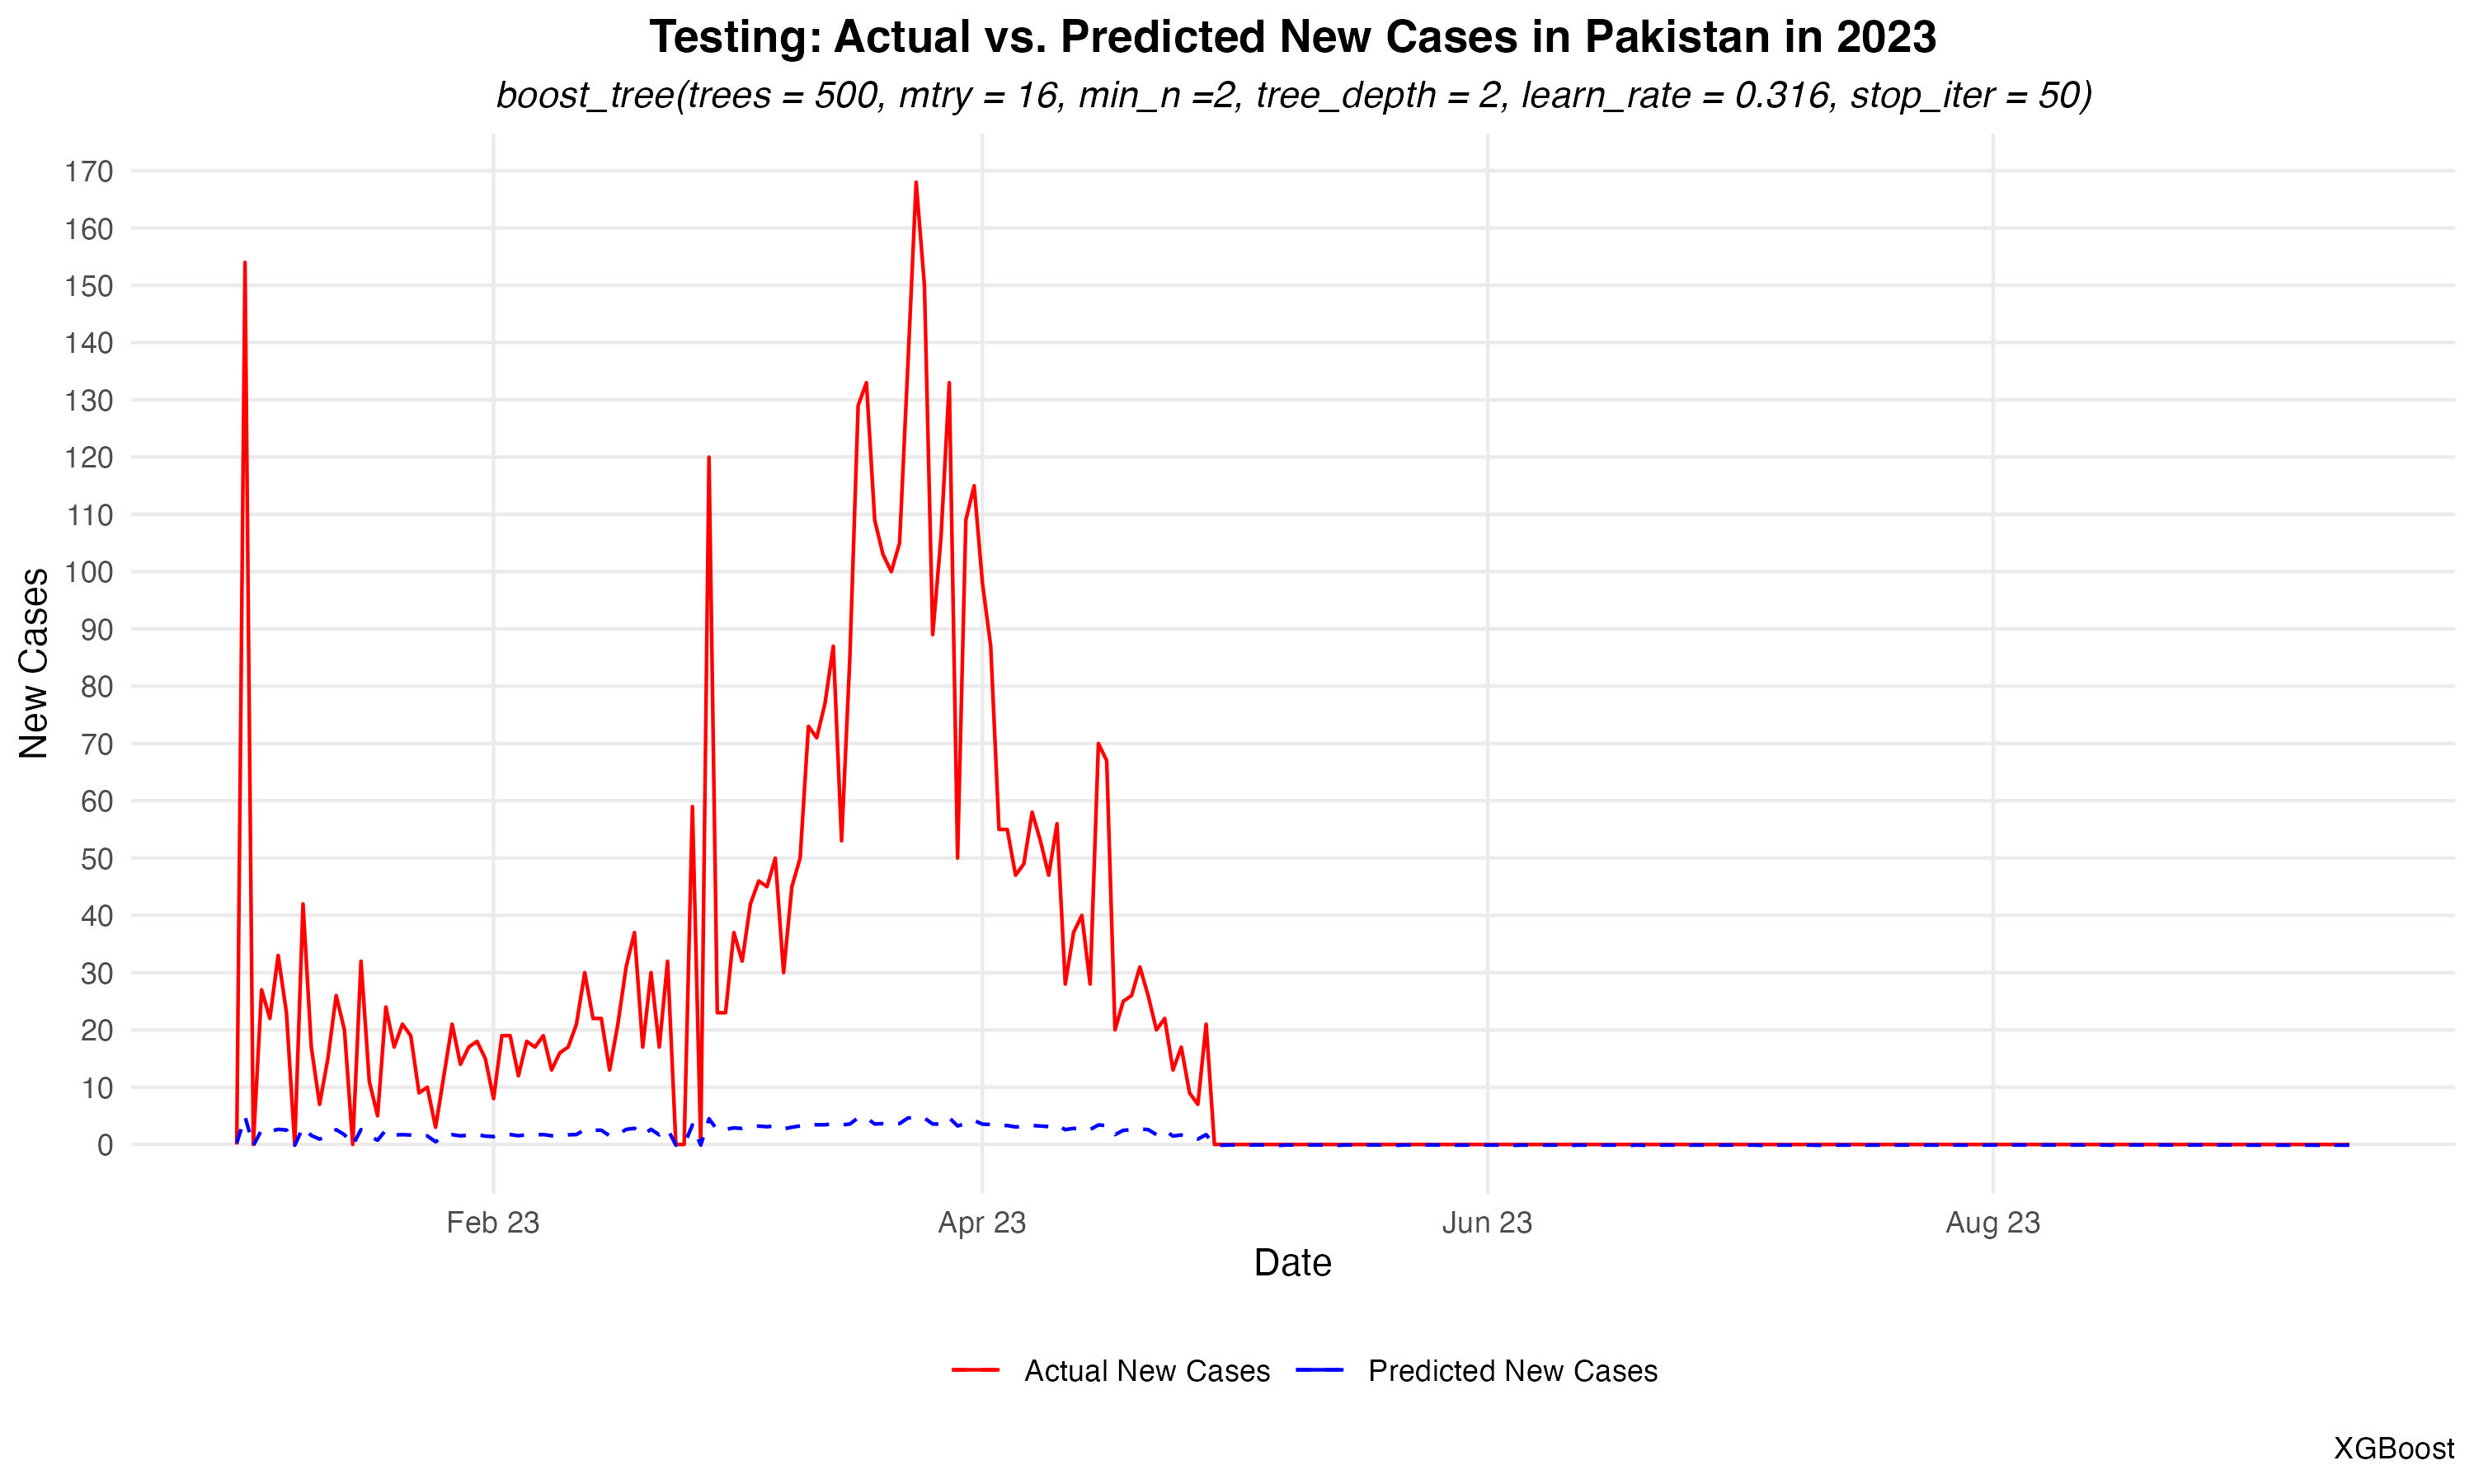 Testing: Actual vs. Predicted New Cases in Pakistan in 2023
boost_tree(trees = 500, mtry = 16, min_n =2, tree_depth = 2, learn_rate = 0.316, stop_iter = 50)
170
160
150
140
130
120
110
100
90
80
70
60
50
40
30
20
10
0
New Cases
Feb 23 Apr 23 Jun 23 Aug 23
Date
Actual New Cases Predicted New Cases
XGBoost